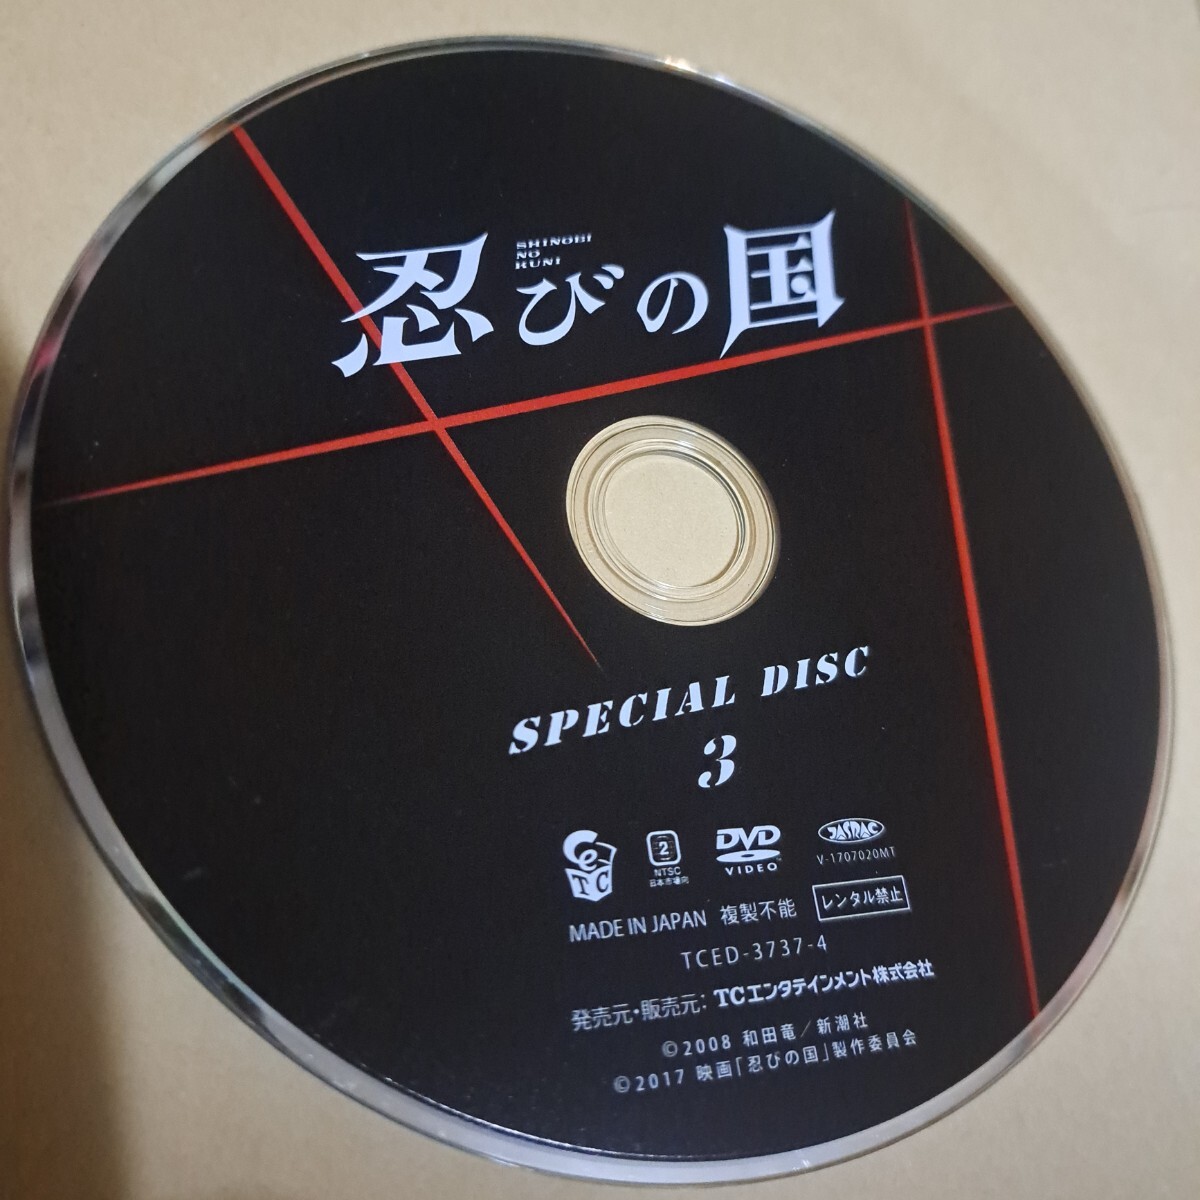 SHINOBI
NO
KUNI
忍びの国
SPECIAL DISC
3
TC
2
NTSC
日本市場向
DVD
VIDEO
JASRAC
V-1707020MT
MADE IN JAPAN 複製不能 レンタル禁止
TCED-3737-4
発売元・販売元: TCエンタテインメント株式会社
©2008 和田竜／新潮社
©2017 映画「忍びの国」製作委員会